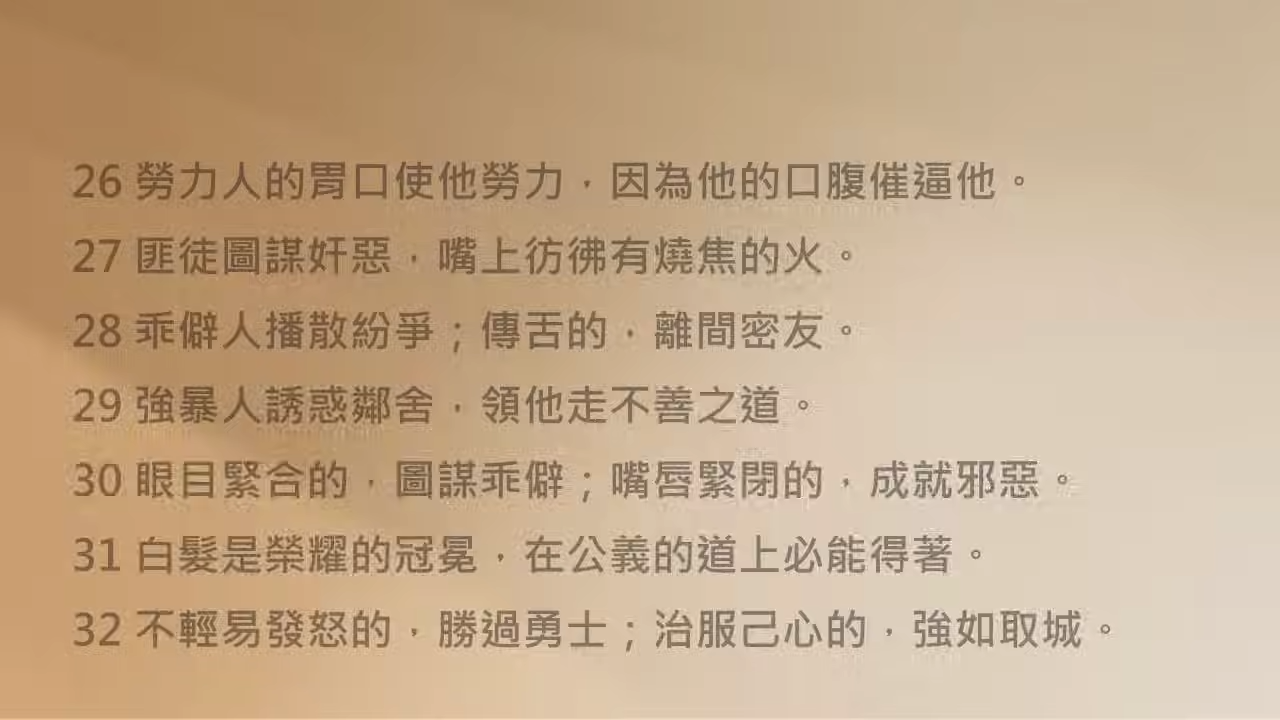 26 勞力人的胃口使他勞力，因為他的口腹催逼他。
27 匪徒圖謀奸惡，嘴上彷彿有燒焦的火。
28 乖僻人播散紛爭；傳舌的，離間密友。
29 強暴人誘惑鄰舍，領他走不善之道。
30 眼目緊合的，圖謀乖僻；嘴唇緊閉的，成就邪惡。
31 白髮是榮耀的冠冕，在公義的道上必能得著。
32 不輕易發怒的，勝過勇士；治服己心的，強如取城。